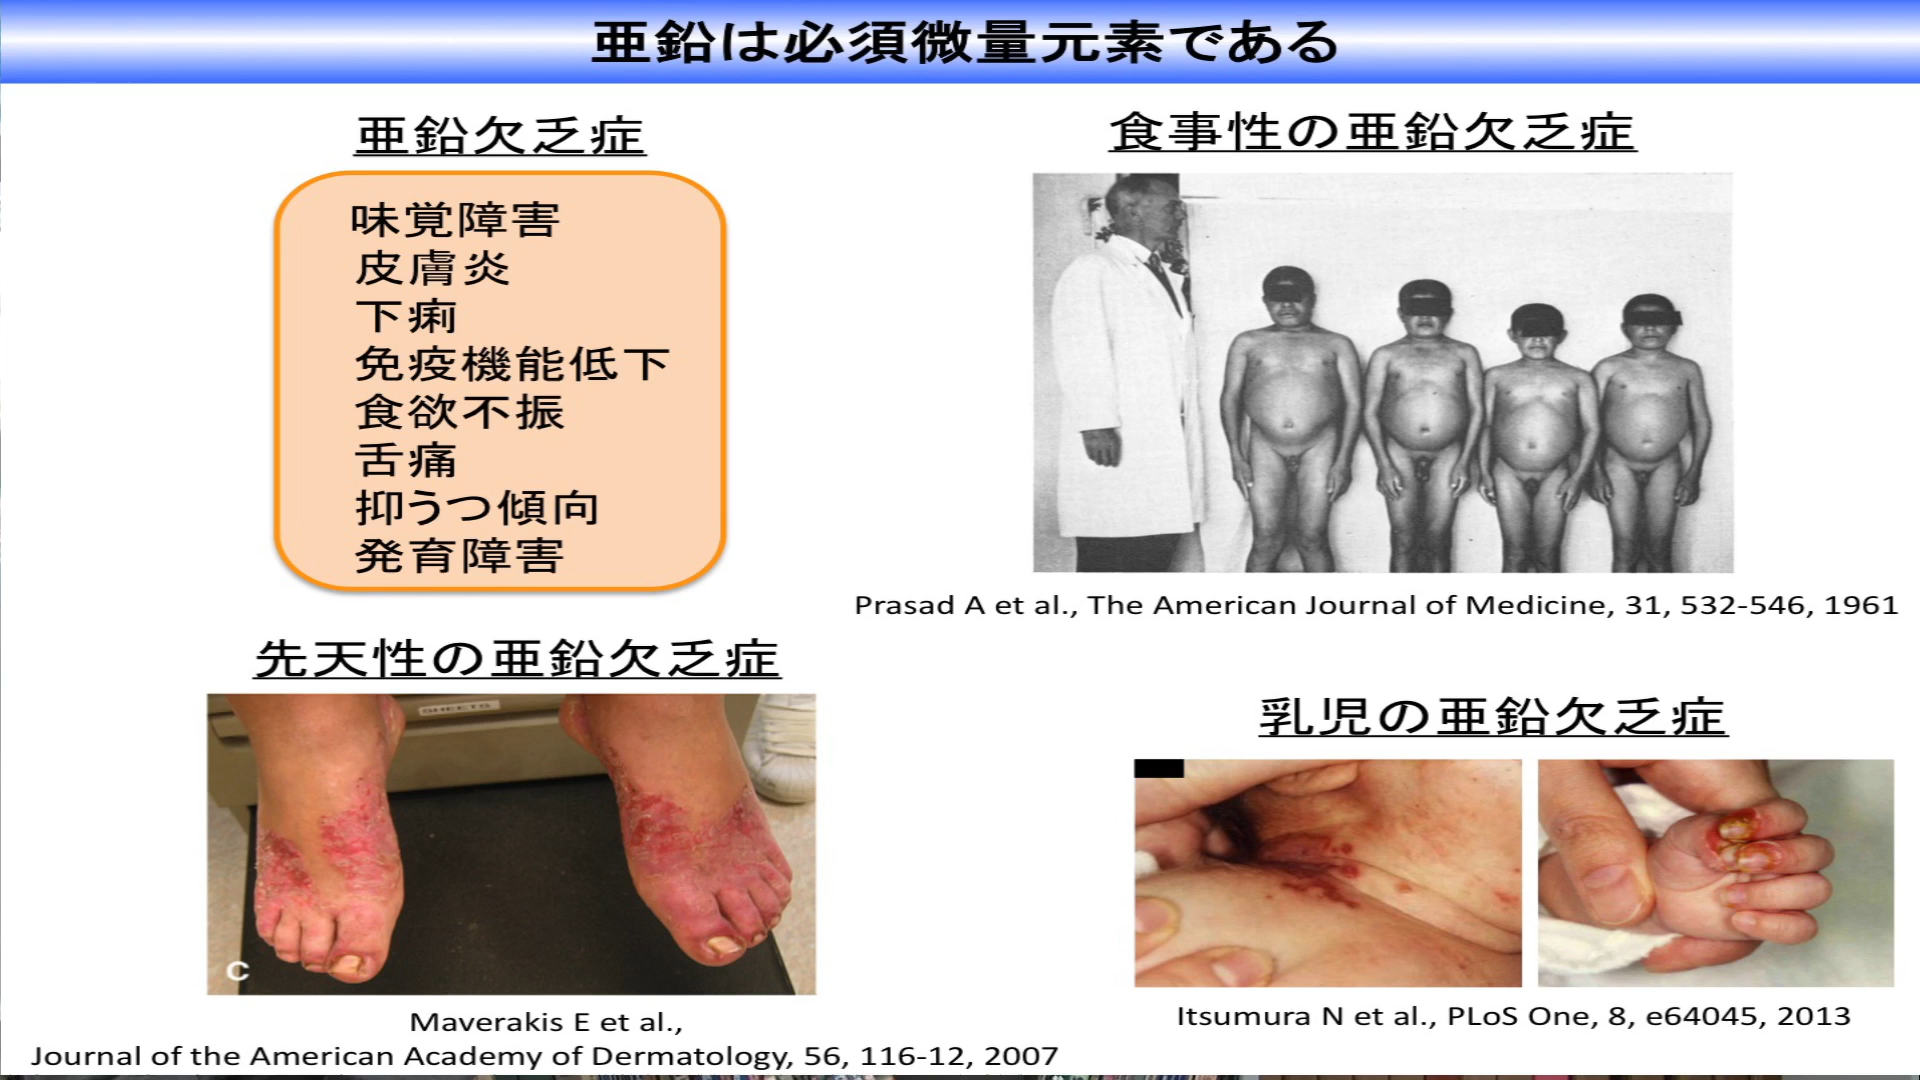 亜鉛は必須微量元素である
亜鉛欠乏症
味覚障害
皮膚炎
下痢
免疫機能低下
食欲不振
舌痛
抑うつ傾向
発育障害
食事性の亜鉛欠乏症
Prasad A et al., The American Journal of Medicine, 31, 532-546, 1961
先天性の亜鉛欠乏症
SHEETS
C
Maverakis E et al.,
Journal of the American Academy of Dermatology, 56, 116-12, 2007
乳児の亜鉛欠乏症
Itsumura N et al., PLoS One, 8, e64045, 2013